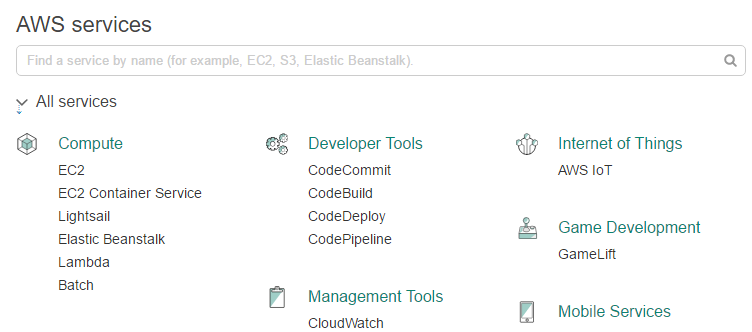 AWS services
Find a service by name (for example, EC2, S3, Elastic Beanstalk).
All services
Compute
EC2
EC2 Container Service
Lightsail
Elastic Beanstalk
Lambda
Batch
Developer Tools
CodeCommit
CodeBuild
CodeDeploy
CodePipeline
Management Tools
CloudWatch
Internet of Things
AWS IoT
Game Development
GameLift
Mobile Services